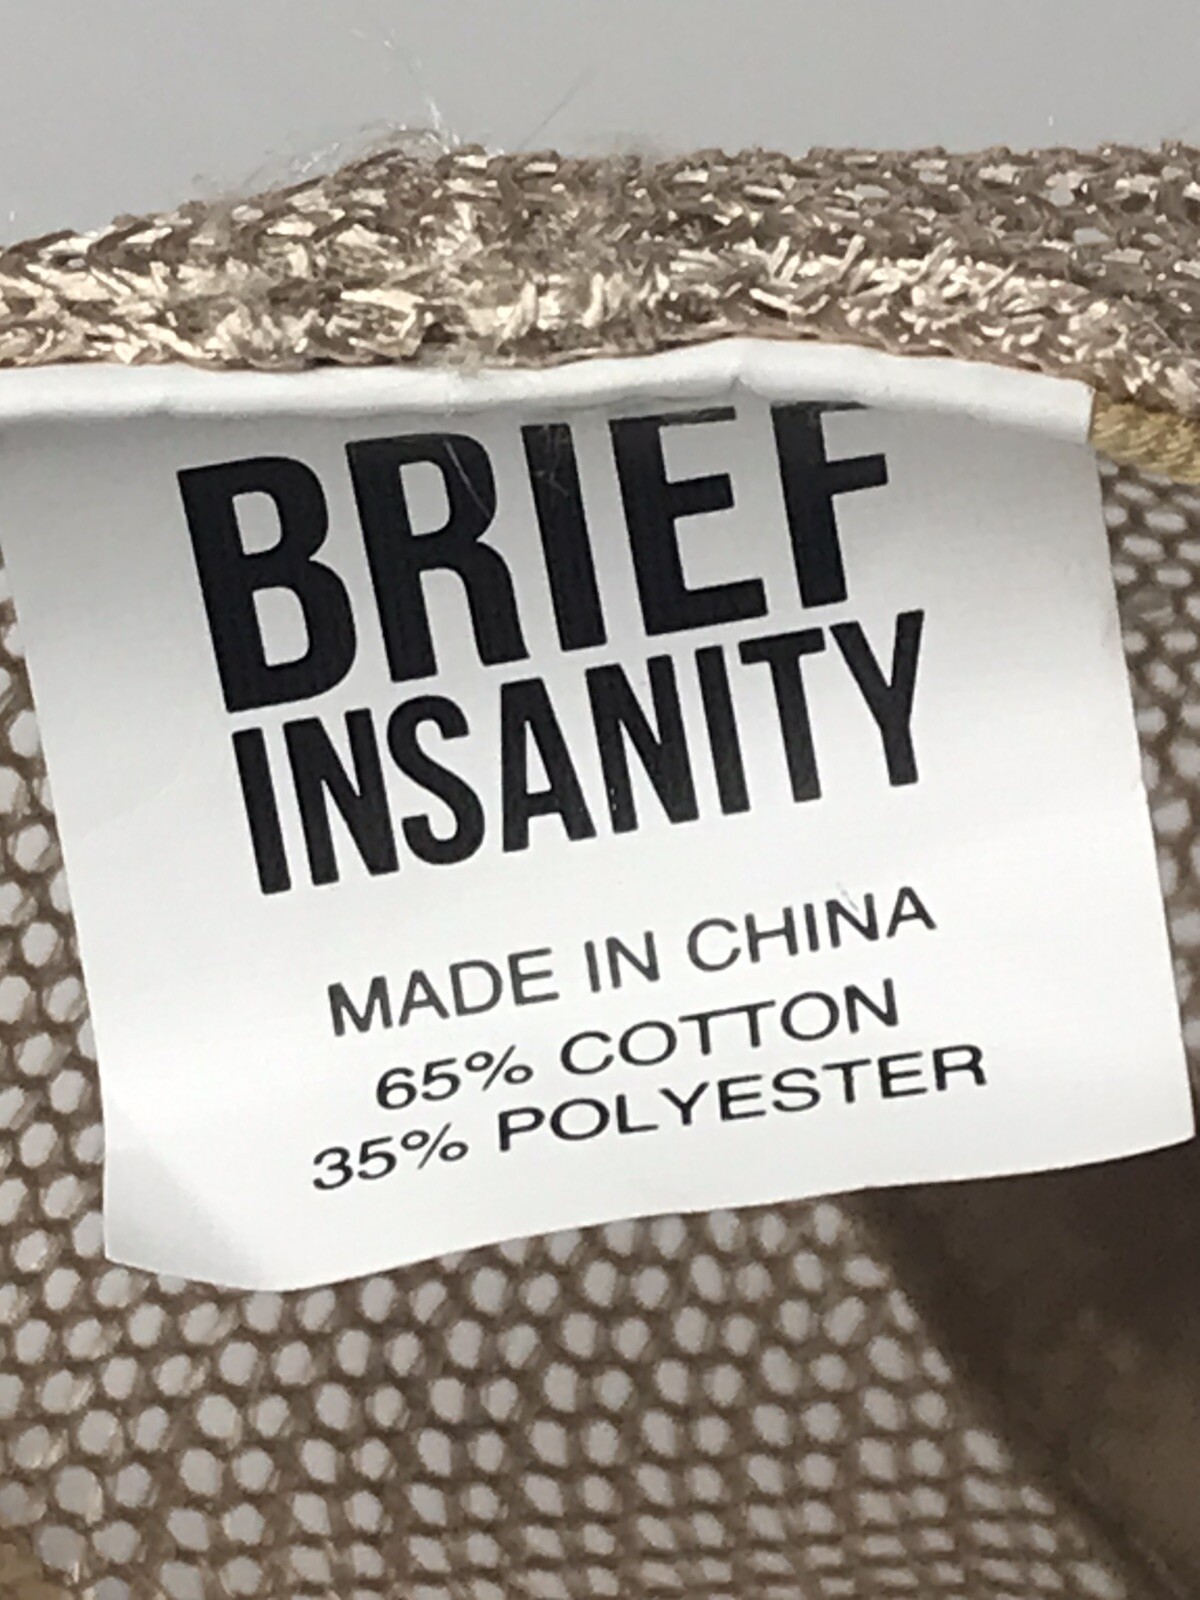 BRIEF
INSANITY
MADE IN CHINA
65% COTTON
35% POLYESTER